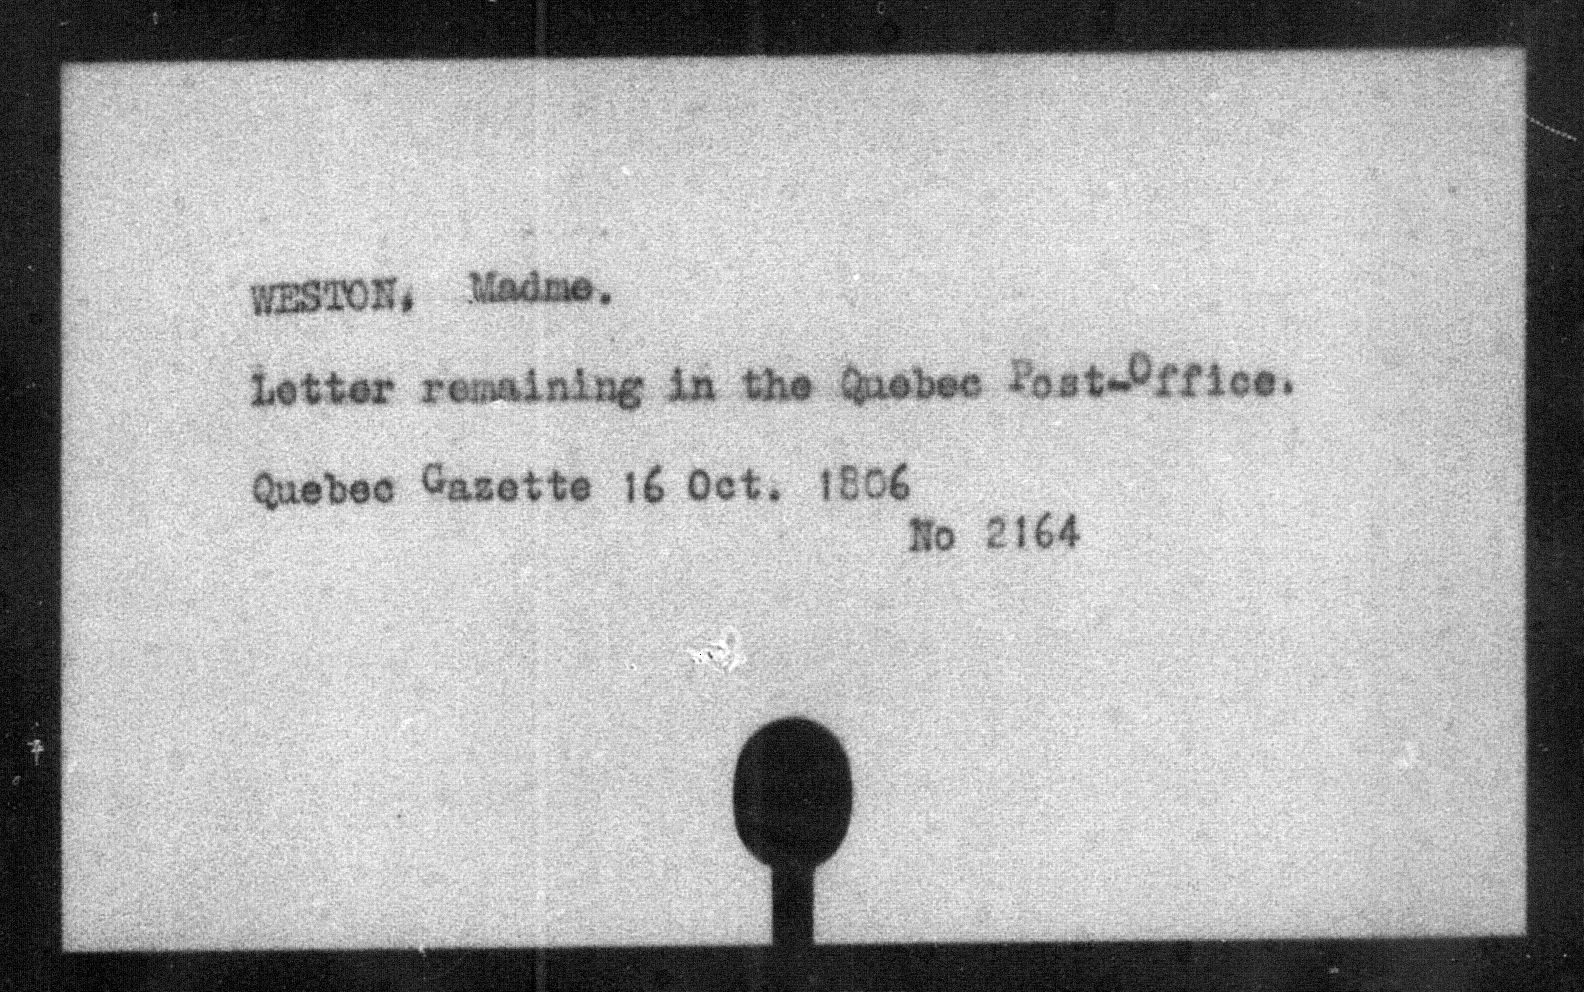 WESTON, Madme.
Letter remaining in the Quebec Post-Office.
Quebec Gazette 16 Oct. 1806
No 2164